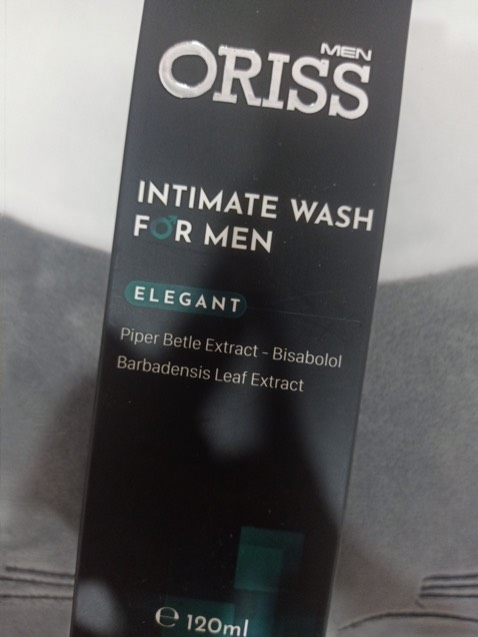 MEN
ORISS
INTIMATE WASH
FOR MEN
ELEGANT
Piper Betle Extract - Bisabolol
Barbadensis Leaf Extract
℮ 120ml